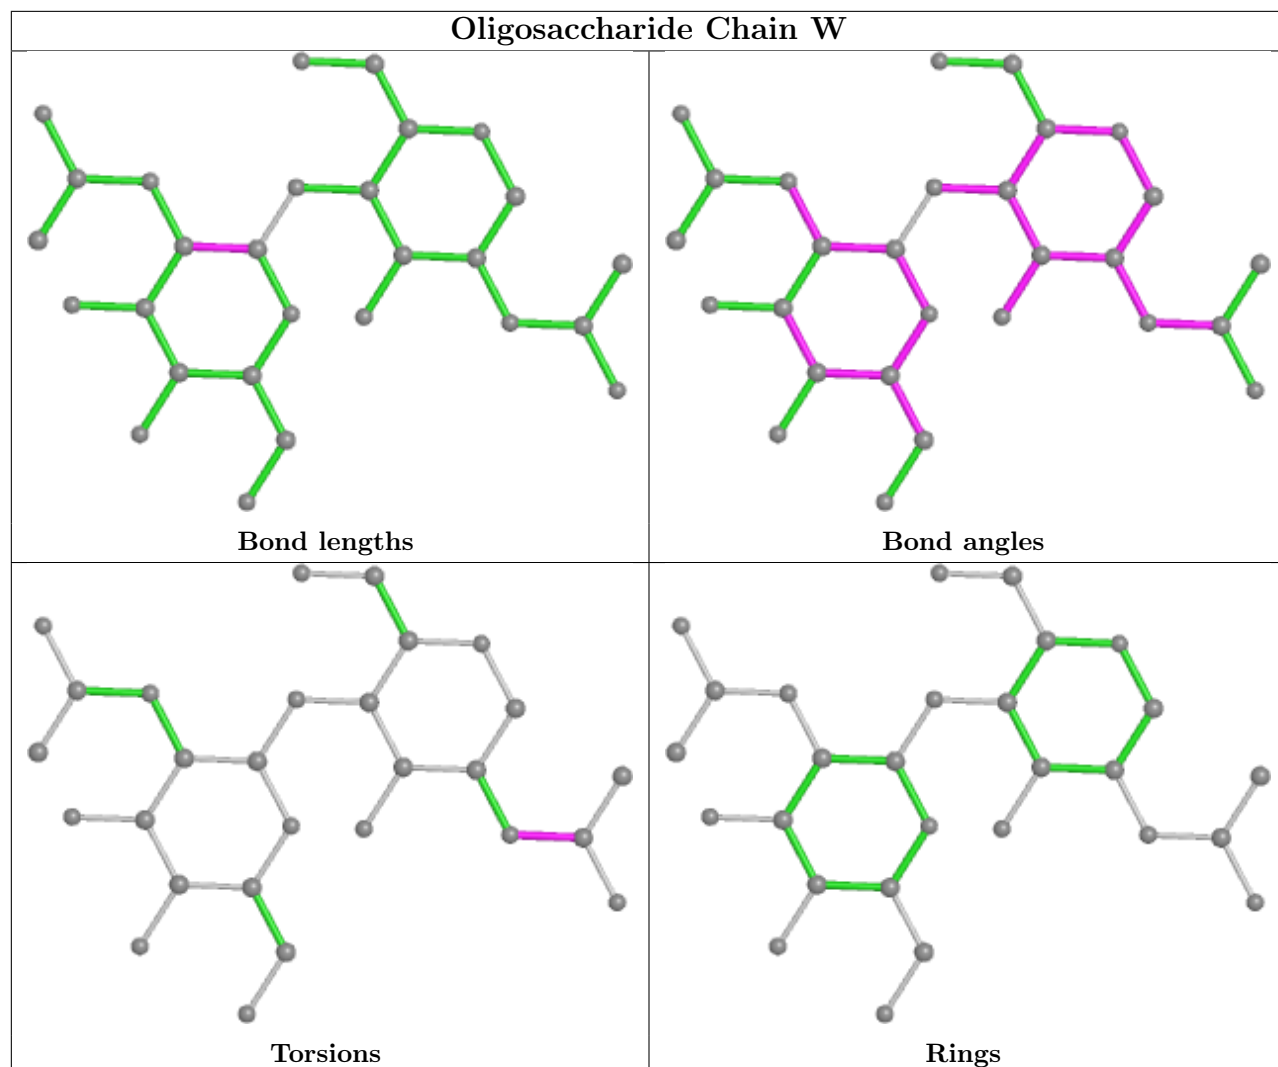 Oligosaccharide Chain W
Bond lengths
Bond angles
Torsions
Rings